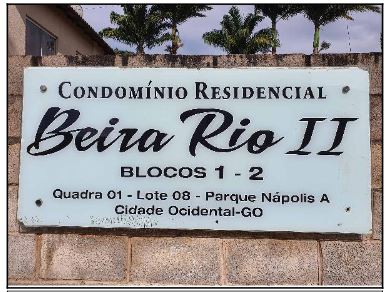 CONDOMÍNIO RESIDENCIAL
Beira Rio II
BLOCOS 1 - 2
Quadra 01 - Lote 08 - Parque Nápolis A
Cidade Ocidental-GO